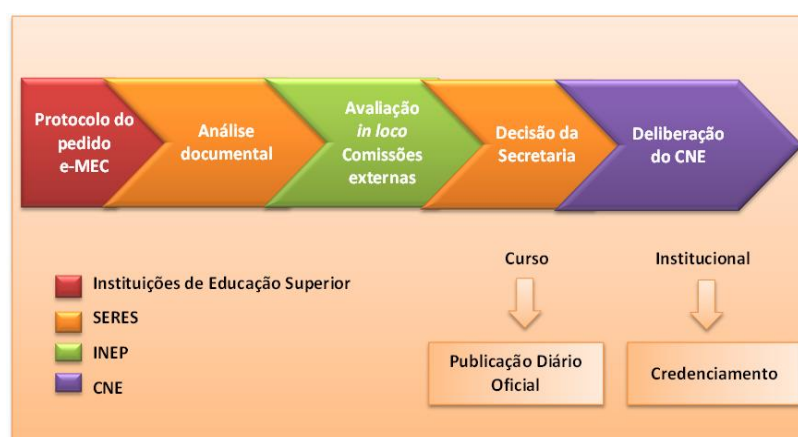 Protocolo do
pedido
e-MEC
Análise
documental
Avaliação
in loco
Comissões
externas
Decisão da
Secretaria
Deliberação
do CNE
Instituições de Educação Superior
SERES
INEP
CNE
Curso
Publicação Diário
Oficial
Institucional
Credenciamento